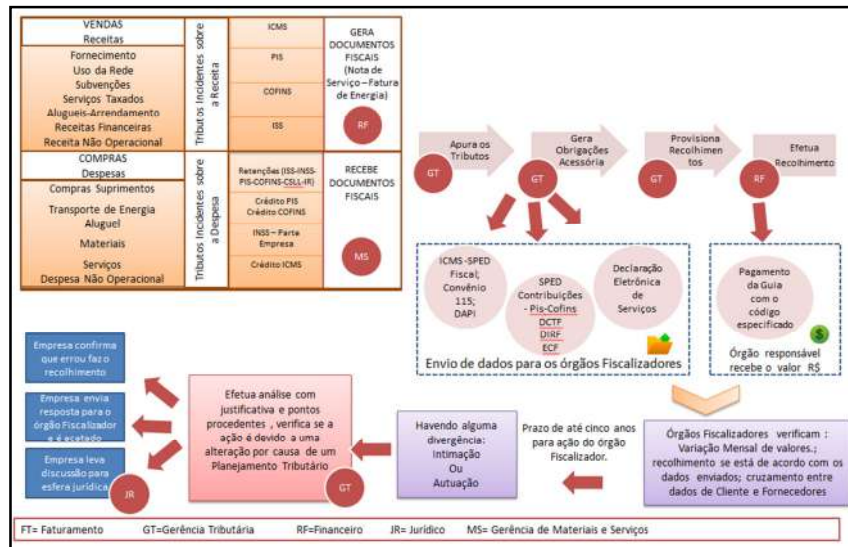 VENDAS
Receitas
Fornecimento
Uso da Rede
Subvenções
Serviços Taxados
Alugueis-Arrendamento
Receitas Financeiras
Receita Não Operacional
Tributos Incidentes sobre
a Receita
ICMS
PIS
COFINS
ISS
GERA
DOCUMENTOS
FISCAIS
(Nota de
Serviço – Fatura
de Energia)
RF
COMPRAS
Despesas
Compras Suprimentos
Transporte de Energia
Aluguel
Materiais
Serviços
Despesa Não Operacional
Tributos Incidentes sobre
a Despesa
Retenções (ISS-INSS-
PIS-COFINS-CSLL-IR)
Crédito PIS
Crédito COFINS
INSS – Parte
Empresa
Crédito ICMS
RECEBE
DOCUMENTOS
FISCAIS
MS
Apura os
Tributos
GT
Gera
Obrigações
Acessória
GT
Provisiona
Recolhimen
tos
GT
Efetua
Recolhimento
RF
ICMS -SPED
Fiscal;
Convênio
115;
DAPI
SPED
Contribuições
- Pis-Cofins
DCTF
DIRF
ECF
Declaração
Eletrônica
de
Serviços
Envio de dados para os órgãos Fiscalizadores
Pagamento
da Guia
com o
código
especificado
$
Órgão responsável
recebe o valor R$
Órgãos Fiscalizadores verificam :
Variação Mensal de valores.;
recolhimento se está de acordo com os
dados enviados; cruzamento entre
dados de Cliente e Fornecedores
Prazo de até cinco anos
para ação do órgão
Fiscalizador.
Havendo alguma
divergência:
Intimação
Ou
Autuação
Efetua análise com
justificativa e pontos
procedentes , verifica se a
ação é devido a uma
alteração por causa de um
Planejamento Tributário
GT
Empresa confirma
que errou faz o
recolhimento
Empresa envia
resposta para o
órgão Fiscalizador
e é acatado
Empresa leva
discussão para
esfera jurídica
JR
FT= Faturamento GT=Gerência Tributária RF=Financeiro JR= Jurídico MS= Gerência de Materiais e Serviços